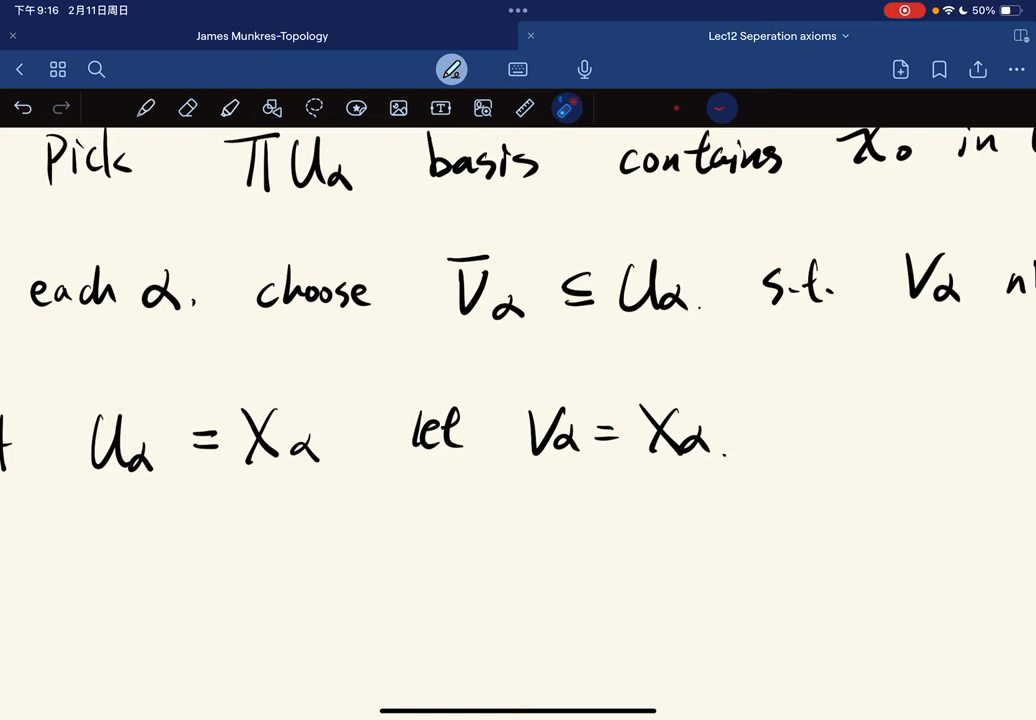 下午9:16 2月11日周日 50%
James Munkres-Topology Lec12 Seperation axioms
Pick ΠUα basis contains x₀ in
each α. choose V̄α ⊆ Uα. s.t. Vα
Uα = Xα let Vα = Xα.